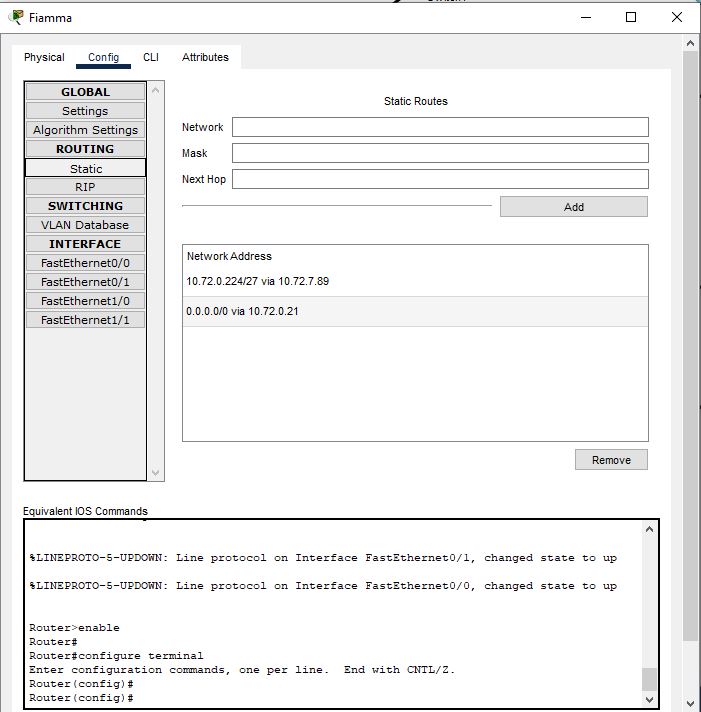 Fiamma
Physical Config CLI Attributes
GLOBAL
Settings
Algorithm Settings
ROUTING
Static
RIP
SWITCHING
VLAN Database
INTERFACE
FastEthernet0/0
FastEthernet0/1
FastEthernet1/0
FastEthernet1/1
Static Routes
Network
Mask
Next Hop
Add
Network Address
10.72.0.224/27 via 10.72.7.89
0.0.0.0/0 via 10.72.0.21
Remove
Equivalent IOS Commands
%LINEPROTO-5-UPDOWN: Line protocol on Interface FastEthernet0/1, changed state to up
%LINEPROTO-5-UPDOWN: Line protocol on Interface FastEthernet0/0, changed state to up
Router>enable
Router#
Router#configure terminal
Enter configuration commands, one per line. End with CNTL/Z.
Router(config)#
Router(config)#